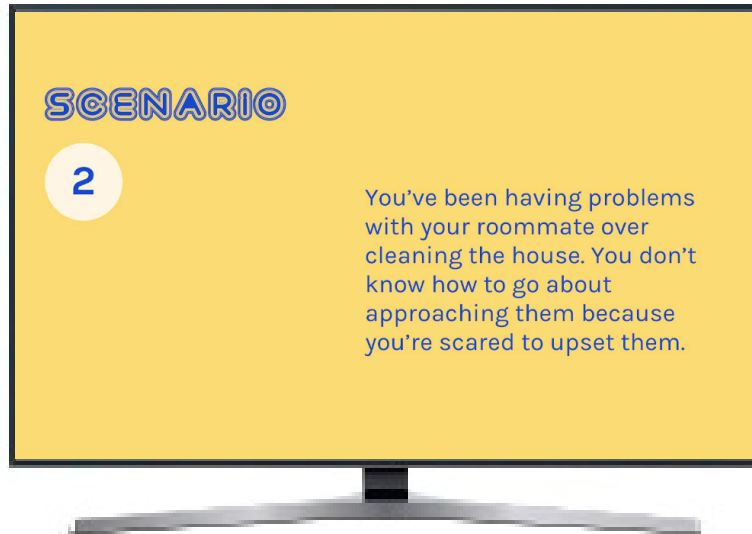 SCENARIO
2
You've been having problems
with your roommate over
cleaning the house. You don't
know how to go about
approaching them because
you're scared to upset them.